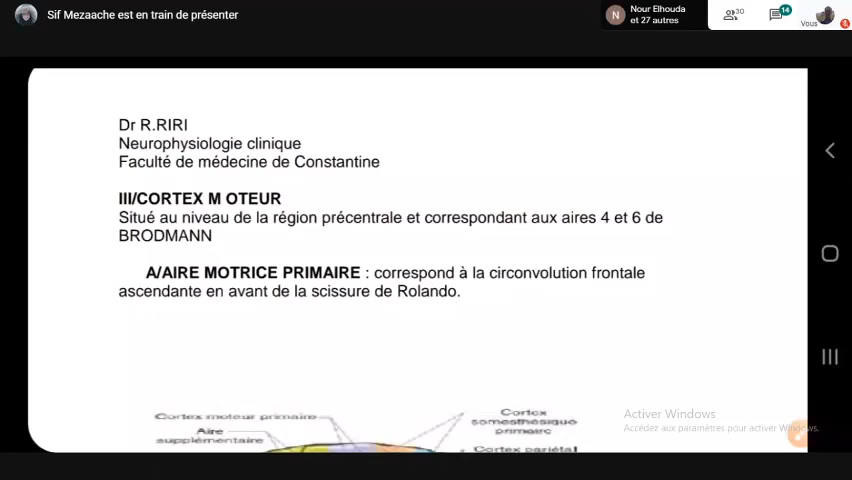 Sif Mezaache est en train de présenter
Nour Elhouda
et 27 autres
N
30
14
Vous
Dr R.RIRI
Neurophysiologie clinique
Faculté de médecine de Constantine
III/CORTEX M OTEUR
Situé au niveau de la région précentrale et correspondant aux aires 4 et 6 de
BRODMANN
A/AIRE MOTRICE PRIMAIRE : correspond à la circonvolution frontale
ascendante en avant de la scissure de Rolando.
Cortex moteur primaire
Aire
supplémentaire
Cortex
somesthésique
primaire
Cortex pariétal
Activer Windows
Accédez aux paramètres pour activer Windows.